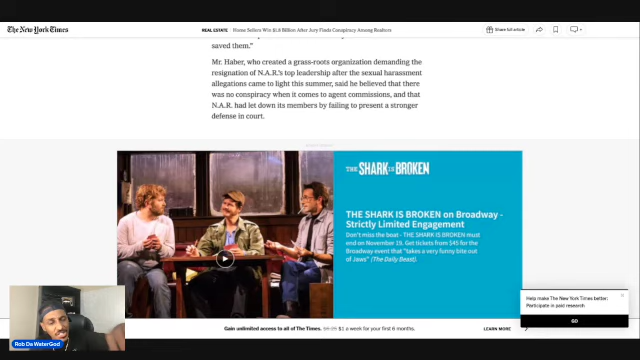 The New York Times
REAL ESTATE Home Sellers Win $1.8 Billion After Jury Finds Conspiracy Among Realtors
Share full article
saved them."
Mr. Haber, who created a grass-roots organization demanding the
resignation of N.A.R.'s top leadership after the sexual harassment
allegations came to light this summer, said he believed that there
was no conspiracy when it comes to agent commissions, and that
N.A.R. had let down its members by failing to present a stronger
defense in court.
THE SHARK IS BROKEN
THE SHARK IS BROKEN on Broadway -
Strictly Limited Engagement
Don't miss the boat - THE SHARK IS BROKEN must
end on November 19. Get tickets from $45 for the
Broadway event that "takes a very funny bite out
of Jaws" (The Daily Beast).
Help make The New York Times better:
Participate in paid research
GO
Gain unlimited access to all of The Times. $1 a week for your first 6 months.
LEARN MORE
Rob Da WaterGod